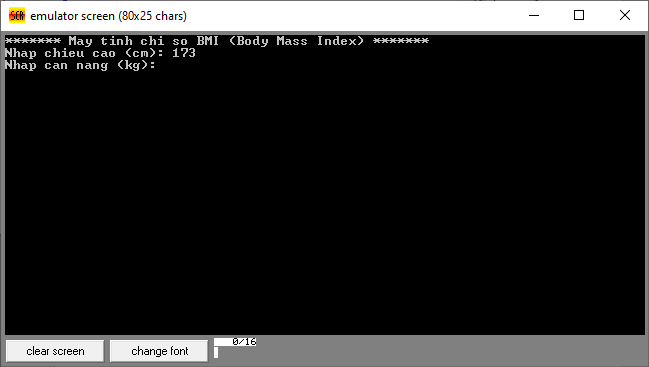 SCR emulator screen (80x25 chars)
******* May tinh chi so BMI (Body Mass Index) *******
Nhap chieu cao (cm): 173
Nhap can nang (kg):
clear screen
change font
0/16